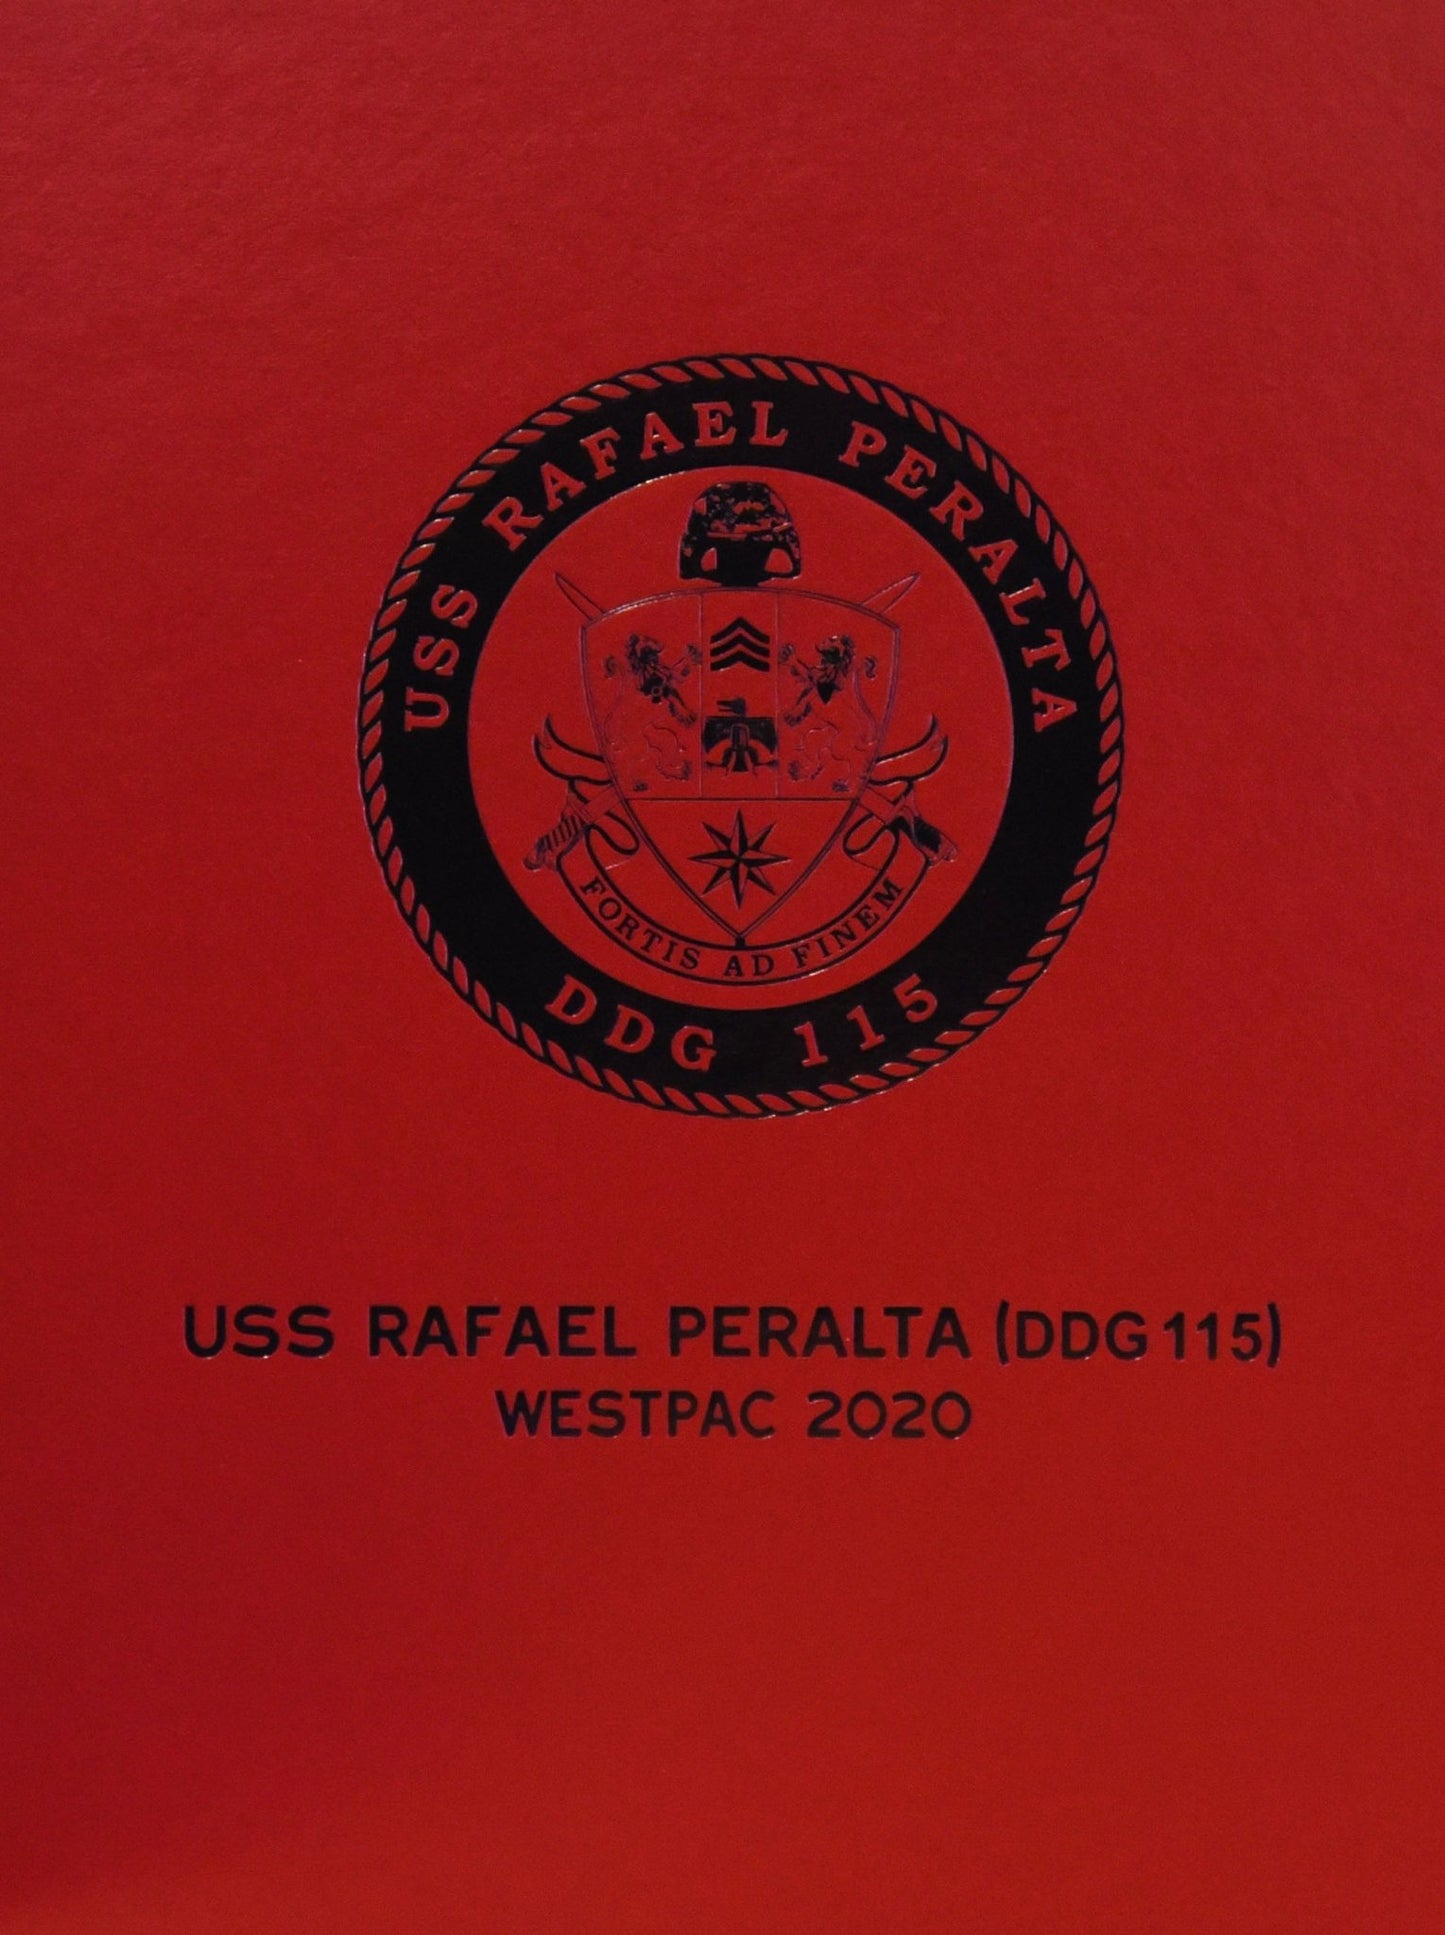 USS RAFAEL PERALTA
FORTIS AD FINEM
DDG 115
USS RAFAEL PERALTA (DDG 115)
WESTPAC 2020